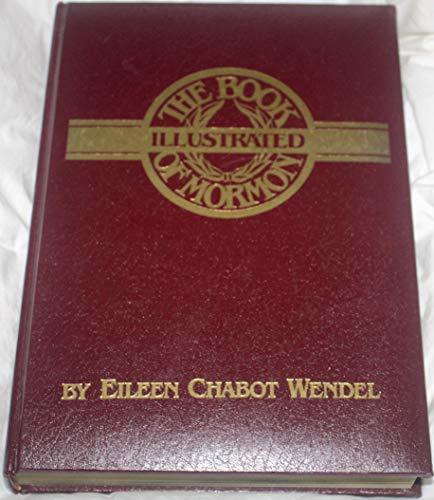 THE BOOK
ILLUSTRATED
OF MORMON
BY EILEEN CHABOT WENDEL